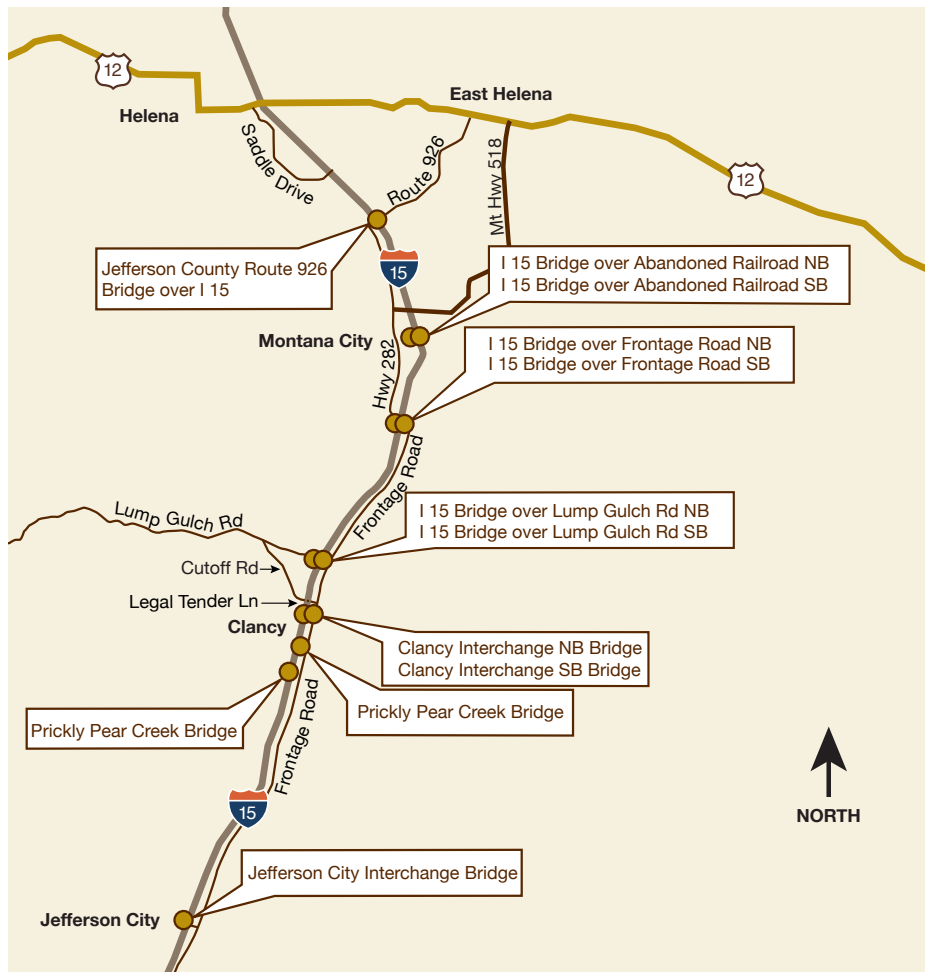 12
East Helena
Helena
Saddle Drive
Route 926
Mt Hwy 518
12
Jefferson County Route 926
Bridge over I 15
15
I 15 Bridge over Abandoned Railroad NB
I 15 Bridge over Abandoned Railroad SB
Montana City
Hwy 282
I 15 Bridge over Frontage Road NB
I 15 Bridge over Frontage Road SB
Frontage Road
Lump Gulch Rd
I 15 Bridge over Lump Gulch Rd NB
I 15 Bridge over Lump Gulch Rd SB
Cutoff Rd
Legal Tender Ln
Clancy
Clancy Interchange NB Bridge
Clancy Interchange SB Bridge
Prickly Pear Creek Bridge
Prickly Pear Creek Bridge
Frontage Road
15
NORTH
Jefferson City Interchange Bridge
Jefferson City